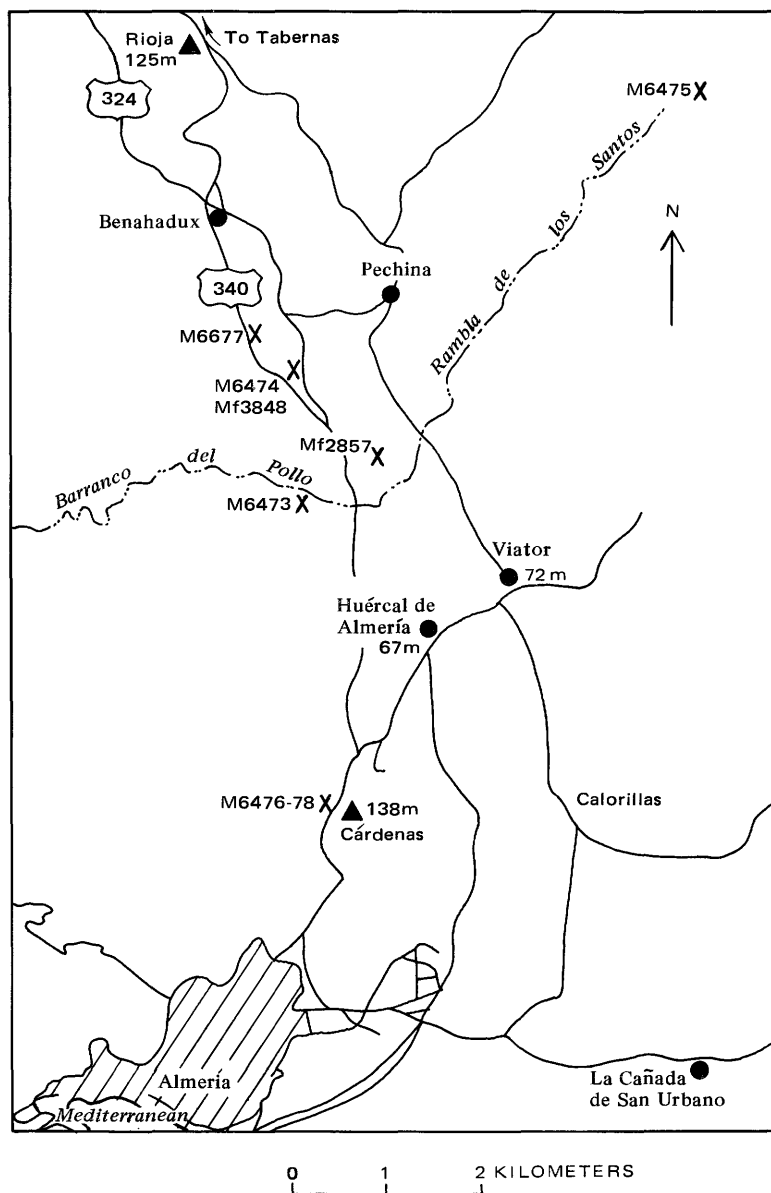 To Tabernas
Rioja
125m
324
M6475 X
Rambla de los Santos
N
Benahadux
Pechina
340
M6677 X
M6474 X
Mf3848
Mf2857 X
Barranco del Pollo
M6473 X
Viator
72 m
Huércal de
Almería
67m
M6476-78 X
138m
Cárdenas
Calorillas
Almeria
Mediterranean
La Cañada
de San Urbano
0 1 2 KILOMETERS